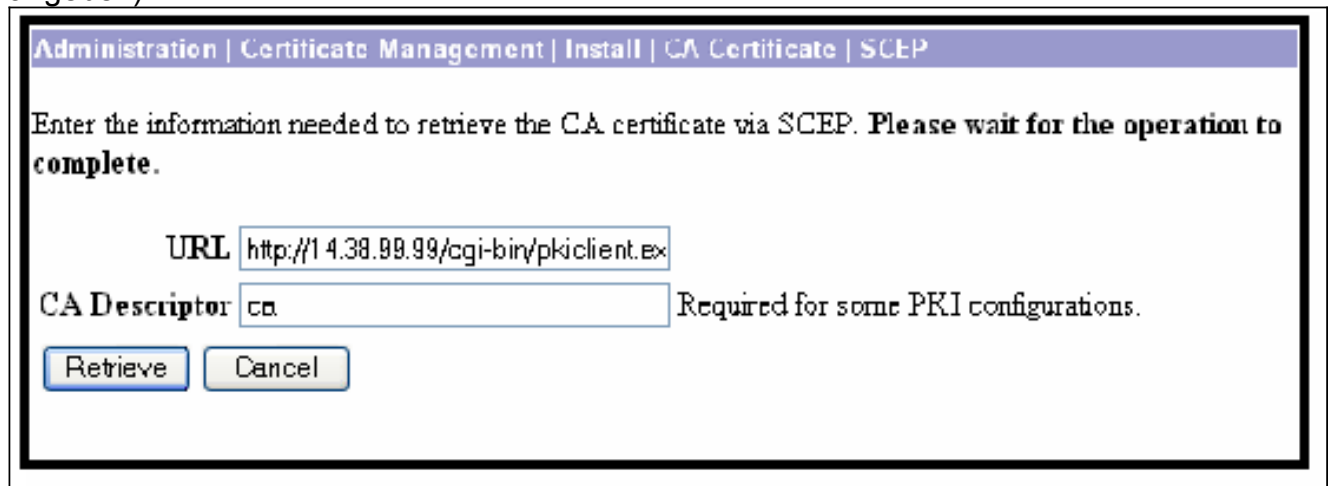 Administration | Certificate Management | Install | CA Certificate | SCEP
Enter the information needed to retrieve the CA certificate via SCEP. Please wait for the operation to
complete.
URL http://14.38.99.99/cgi-bin/pkiclient.ex
CA Descriptor ca Required for some PKI configurations.
Retrieve Cancel